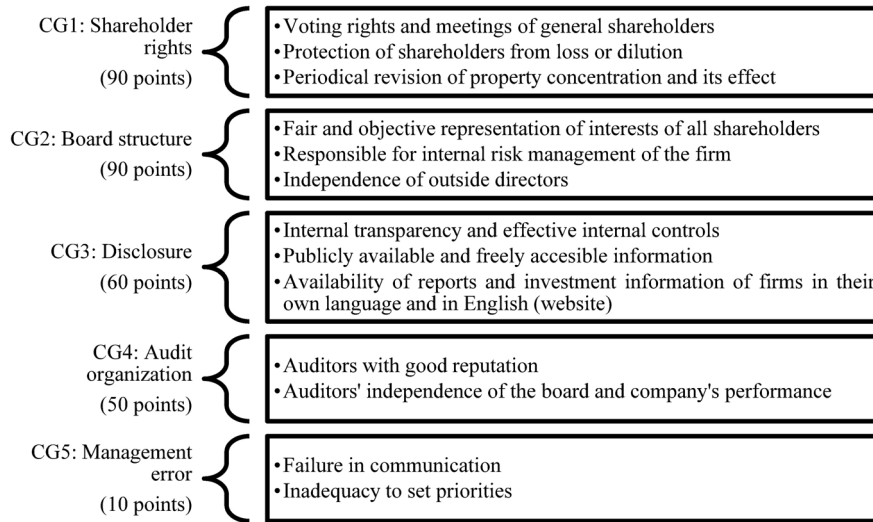 CG1: Shareholder
rights
(90 points)
•Voting rights and meetings of general shareholders
•Protection of shareholders from loss or dilution
•Periodical revision of property concentration and its effect
CG2: Board structure
(90 points)
•Fair and objective representation of interests of all shareholders
•Responsible for internal risk management of the firm
•Independence of outside directors
CG3: Disclosure
(60 points)
•Internal transparency and effective internal controls
•Publicly available and freely accesible information
•Availability of reports and investment information of firms in their
own language and in English (website)
CG4: Audit
organization
(50 points)
•Auditors with good reputation
•Auditors' independence of the board and company's performance
CG5: Management
error
(10 points)
•Failure in communication
•Inadequacy to set priorities